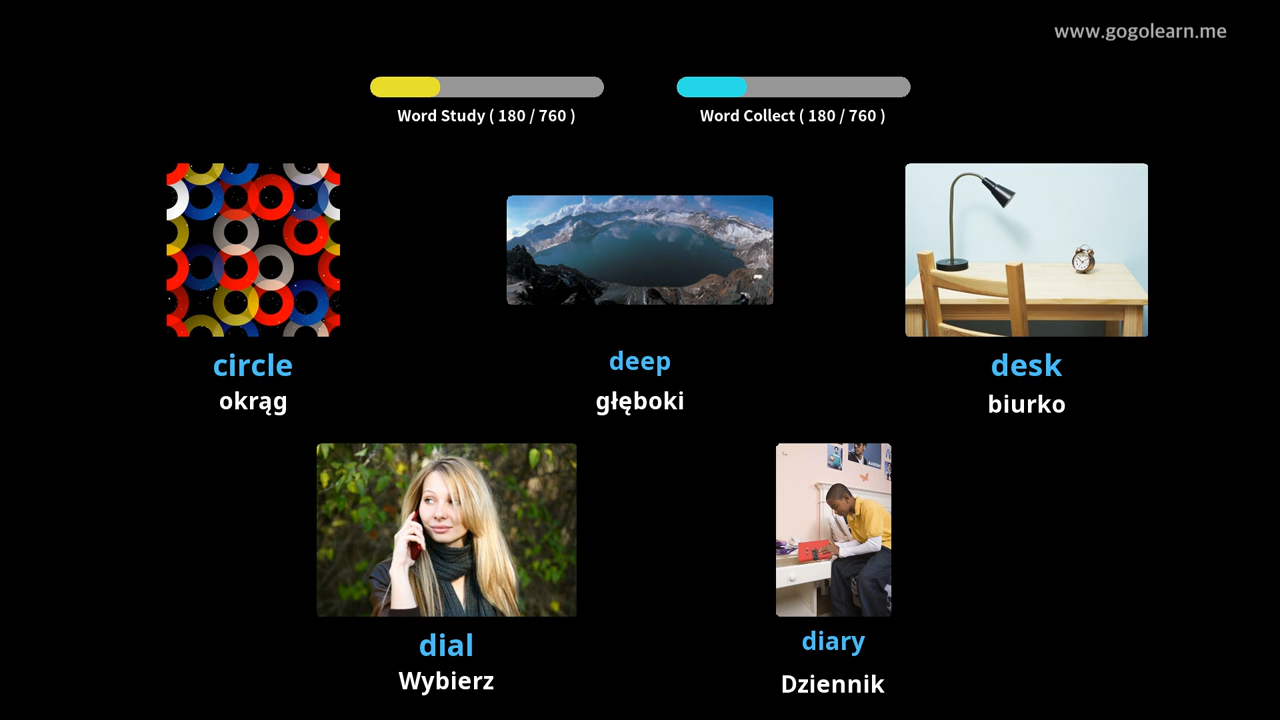 www.gogolearn.me
Word Study ( 180 / 760 )
Word Collect ( 180 / 760 )
circle
okrąg
deep
głęboki
desk
biurko
dial
Wybierz
diary
Dziennik